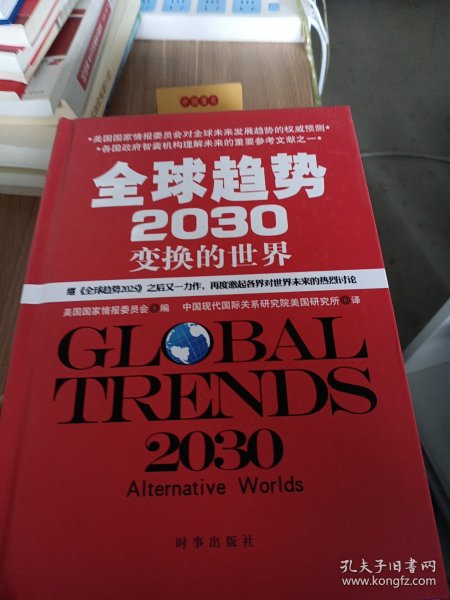 *美国国家情报委员会对全球未来发展趋势的权威预测*
*各国政府智囊机构理解未来的重要参考文献之一*
全球趋势
2030
变换的世界
继《全球趋势2025》之后又一力作，再度激起各界对世界未来的热烈讨论
美国国家情报委员会 编 中国现代国际关系研究院美国研究所 译
GLOBAL
TRENDS
2030
Alternative Worlds
时事出版社
孔夫子旧书网
www.kongfz.com